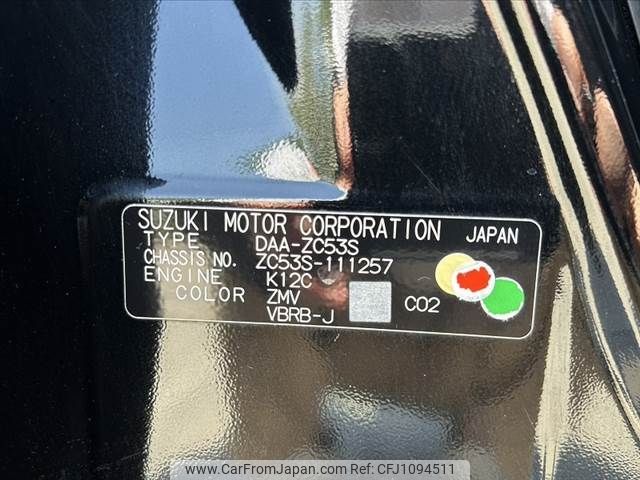 SUZUKI MOTOR CORPORATION JAPAN
TYPE DAA-ZC53S
CHASSIS NO. ZC53S-111257
ENGINE K12C
COLOR ZMV
VBRB-J CO2
www.CarFromJapan.com - Ref: CFJ1094511